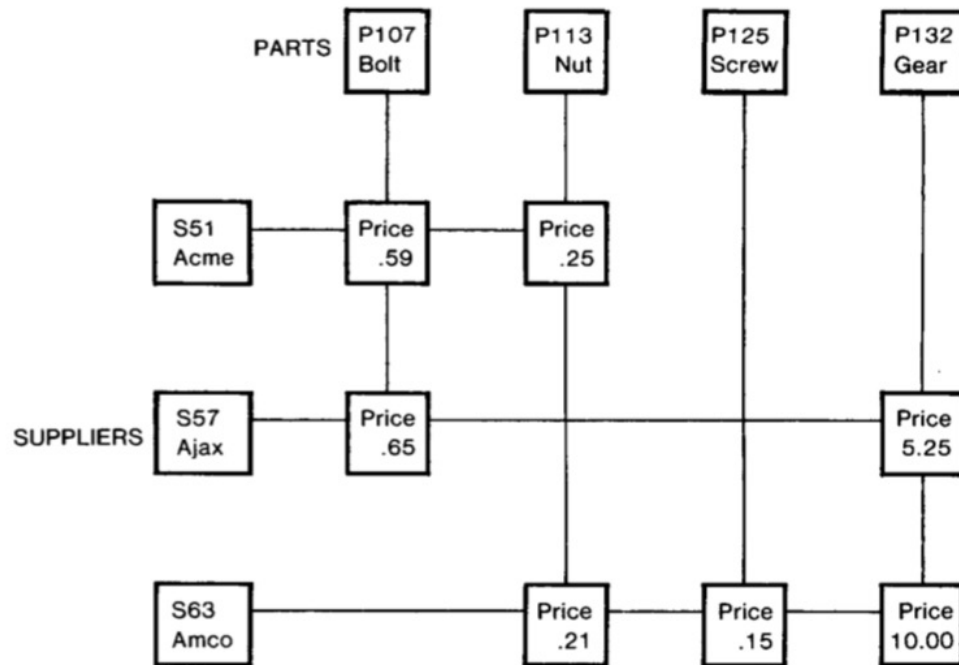 PARTS
P107
Bolt
P113
Nut
P125
Screw
P132
Gear
S51
Acme
Price
.59
Price
.25
SUPPLIERS
S57
Ajax
Price
.65
Price
5.25
S63
Amco
Price
.21
Price
.15
Price
10.00